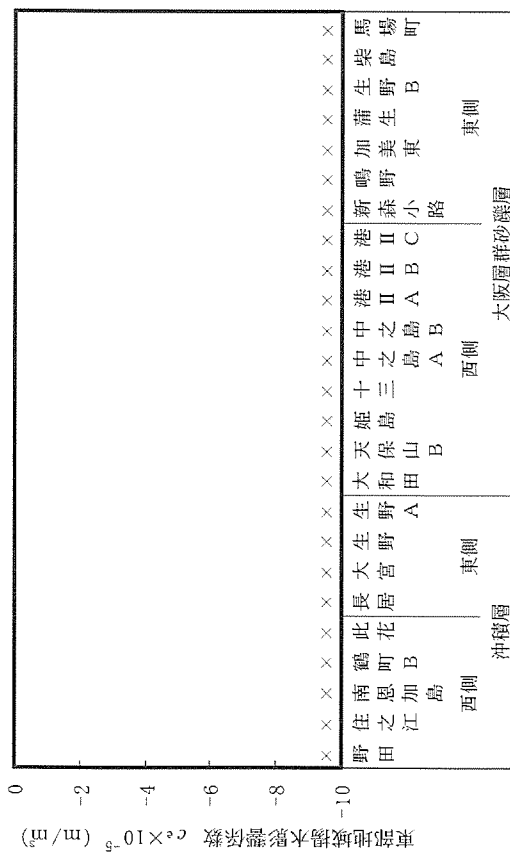 東部地域揚水影響係数 ce×10⁻⁵ (m/m³)
0
-2
-4
-6
-8
-10
× × × × × × × × × × × × × × × × × × × × × × × × ×
野田
住之江
南恩加島
鶴町B
此花
長居
大宮
生野
生野A
大和田
天保山B
姫島
十三
中之島A
中之島B
港ⅡA
港ⅡB
港ⅡC
新森小路
鴫野
加美東
蒲生
生野B
柴島
馬場町
西側
東側
西側
東側
沖積層
大阪層群砂礫層